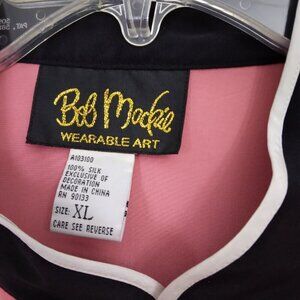 Bob Mackie
WEARABLE ART
A103100
100% SILK
EXCLUSIVE OF
DECORATION
MADE IN CHINA
RN 90133
SIZE: XL
CARE SEE REVERSE